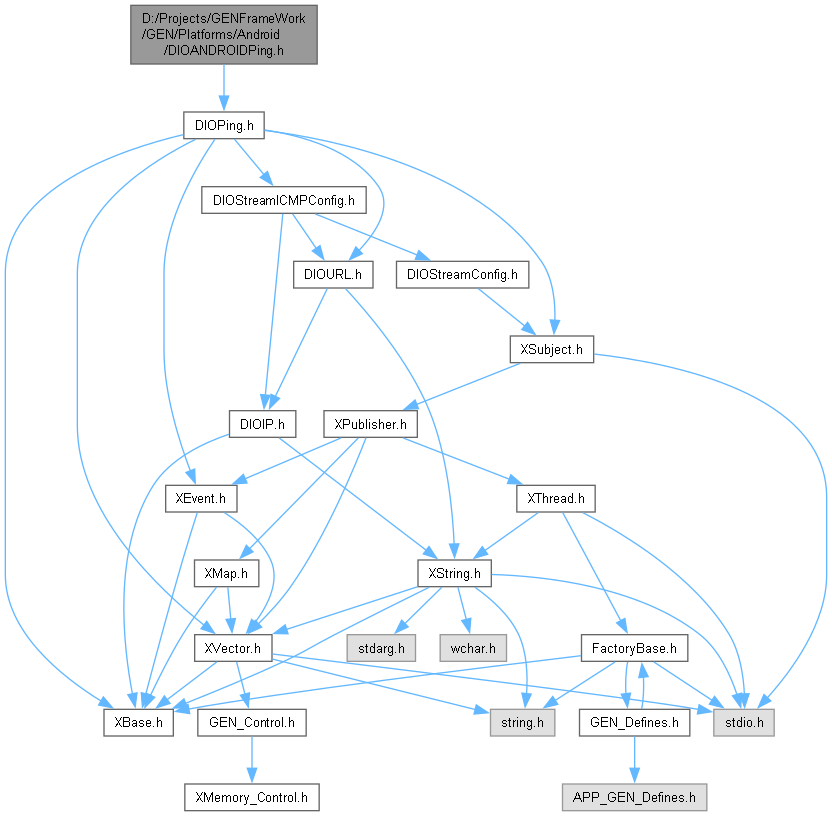 D:/Projects/GENFrameWork
/GEN/Platforms/Android
/DIOANDROIDPing.h
DIOPing.h
DIOStreamICMPConfig.h
DIOURL.h
DIOStreamConfig.h
XSubject.h
DIOIP.h
XPublisher.h
XEvent.h
XThread.h
XMap.h
XString.h
XVector.h
stdarg.h
wchar.h
FactoryBase.h
XBase.h
GEN_Control.h
string.h
GEN_Defines.h
stdio.h
XMemory_Control.h
APP_GEN_Defines.h